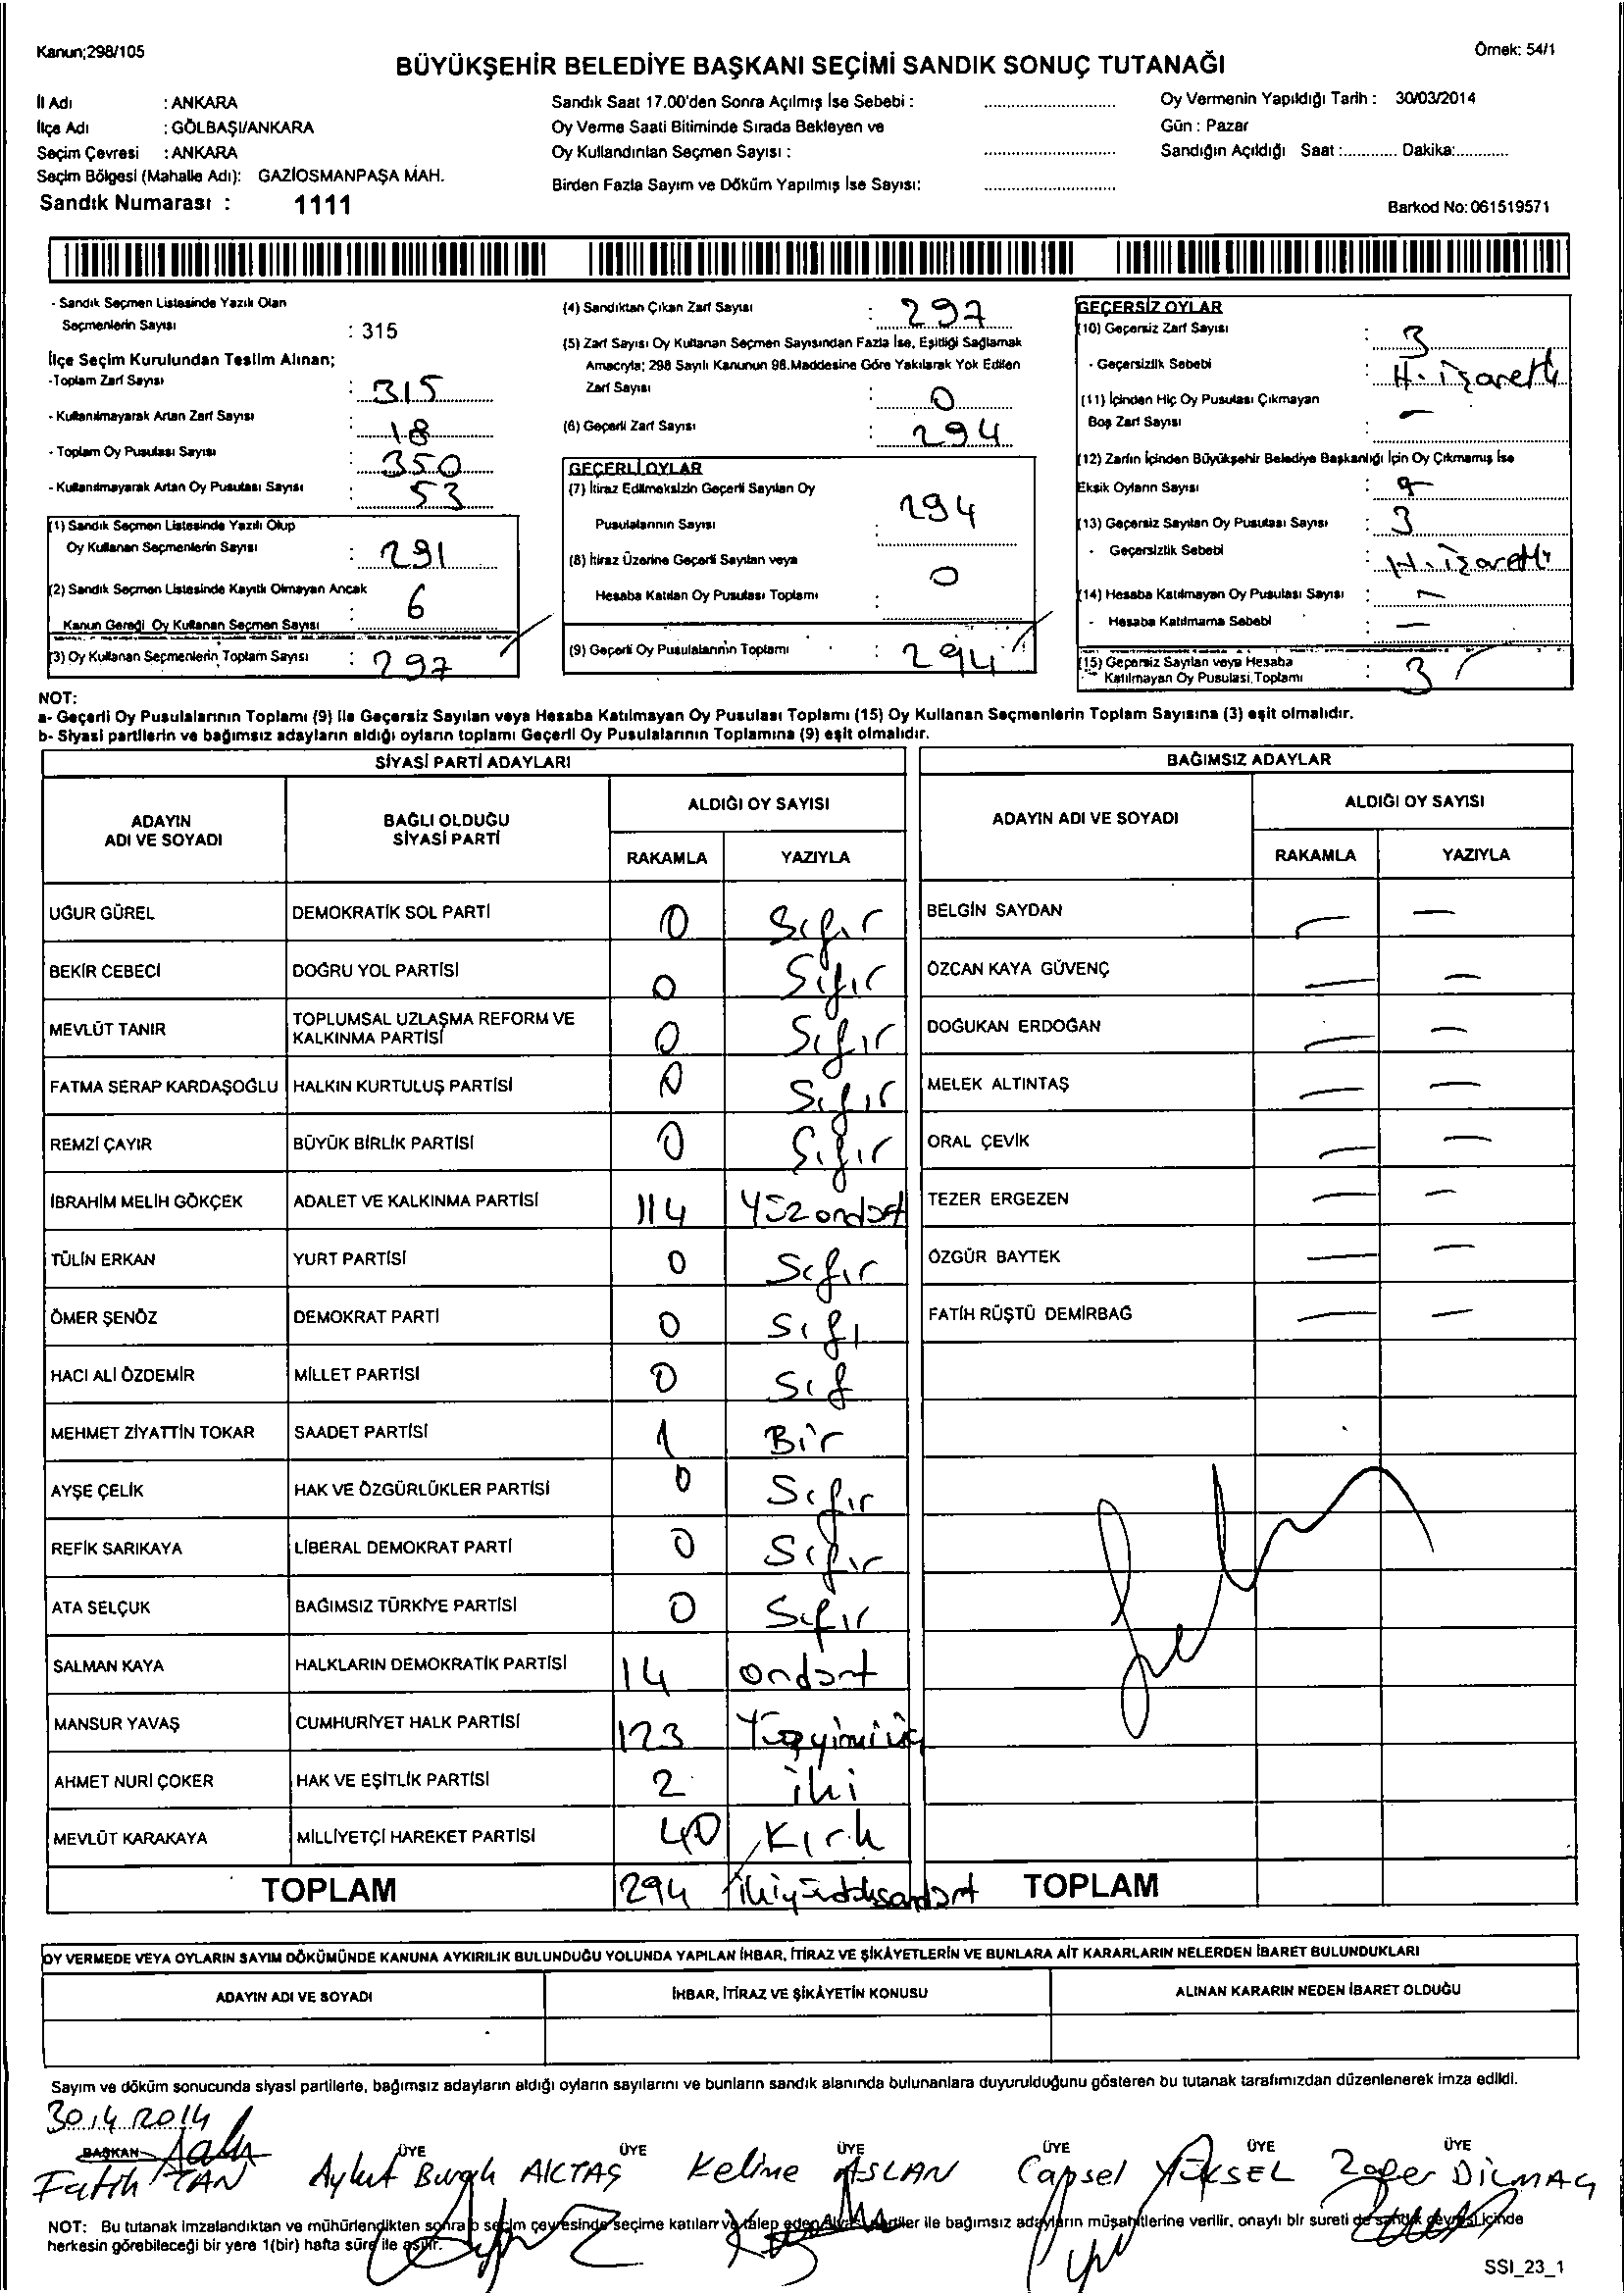 Kanun;298/105
Örnek: 54/1
BÜYÜKŞEHİR BELEDİYE BAŞKANI SEÇİMİ SANDIK SONUÇ TUTANAĞI
İl Adı : ANKARA
İlçe Adı : GÖLBAŞI/ANKARA
Seçim Çevresi : ANKARA
Seçim Bölgesi (Mahalle Adı): GAZİOSMANPAŞA MAH.
Sandık Numarası : 1111
Sandık Saat 17.00'den Sonra Açılmış İse Sebebi :
Oy Verme Saati Bitiminde Sırada Bekleyen ve
Oy Kullandırılan Seçmen Sayısı :
Birden Fazla Sayım ve Döküm Yapılmış İse Sayısı:
Oy Vermenin Yapıldığı Tarih : 30/03/2014
Gün : Pazar
Sandığın Açıldığı Saat :............ Dakika:............
Barkod No: 061519571
- Sandık Seçmen Listesinde Yazılı Olan
Seçmenlerin Sayısı : 315
İlçe Seçim Kurulundan Teslim Alınan;
-Toplam Zarf Sayısı : 315
- Kullanılmayarak Artan Zarf Sayısı : 18
- Toplam Oy Pusulası Sayısı : 350
- Kullanılmayarak Artan Oy Pusulası Sayısı : 53
(1) Sandık Seçmen Listesinde Yazılı Olup
Oy Kullanan Seçmenlerin Sayısı : 291
(2) Sandık Seçmen Listesinde Kayıtlı Olmayan Ancak
Kanun Gereği Oy Kullanan Seçmen Sayısı : 6
(3) Oy Kullanan Seçmenlerin Toplam Sayısı : 297
(4) Sandıktan Çıkan Zarf Sayısı : 297
(5) Zarf Sayısı Oy Kullanan Seçmen Sayısından Fazla İse, Eşitliği Sağlamak
Amacıyla; 298 Sayılı Kanunun 98.Maddesine Göre Yakılarak Yok Edilen
Zarf Sayısı : 0
(6) Geçerli Zarf Sayısı : 294
GEÇERLİ OYLAR
(7) İtiraz Edilmeksizin Geçerli Sayılan Oy
Pusulalarının Sayısı : 294
(8) İtiraz Üzerine Geçerli Sayılan veya
Hesaba Katılan Oy Pusulası Toplamı : 0
(9) Geçerli Oy Pusulalarının Toplamı : 294
GEÇERSİZ OYLAR
(10) Geçersiz Zarf Sayısı : 3
- Geçersizlik Sebebi : H. işaretli
(11) İçinden Hiç Oy Pusulası Çıkmayan
Boş Zarf Sayısı : -
(12) Zarfın İçinden Büyükşehir Belediye Başkanlığı İçin Oy Çıkmamış İse
Eksik Oyların Sayısı :
(13) Geçersiz Sayılan Oy Pusulası Sayısı : 3
- Geçersizlik Sebebi : H. işaretli
(14) Hesaba Katılmayan Oy Pusulası Sayısı : -
- Hesaba Katılmama Sebebi : -
(15) Geçersiz Sayılan veya Hesaba
Katılmayan Oy Pusulası Toplamı : 3
NOT:
a- Geçerli Oy Pusulalarının Toplamı (9) ile Geçersiz Sayılan veya Hesaba Katılmayan Oy Pusulası Toplamı (15) Oy Kullanan Seçmenlerin Toplam Sayısına (3) eşit olmalıdır.
b- Siyasi partilerin ve bağımsız adayların aldığı oyların toplamı Geçerli Oy Pusulalarının Toplamına (9) eşit olmalıdır.
SİYASİ PARTİ ADAYLARI
ADAYIN ADI VE SOYADI BAĞLI OLDUĞU SİYASİ PARTİ ALDIĞI OY SAYISI
RAKAMLA YAZIYLA
UĞUR GÜREL DEMOKRATİK SOL PARTİ 0 Sıfır
BEKİR CEBECİ DOĞRU YOL PARTİSİ 0 Sıfır
MEVLÜT TANIR TOPLUMSAL UZLAŞMA REFORM VE KALKINMA PARTİSİ 0 Sıfır
FATMA SERAP KARDAŞOĞLU HALKIN KURTULUŞ PARTİSİ 0 Sıfır
REMZİ ÇAYIR BÜYÜK BİRLİK PARTİSİ 0 Sıfır
İBRAHİM MELİH GÖKÇEK ADALET VE KALKINMA PARTİSİ 114 Yüzondört
TÜLİN ERKAN YURT PARTİSİ 0 Sıfır
ÖMER ŞENÖZ DEMOKRAT PARTİ 0 Sıfı
HACI ALİ ÖZDEMİR MİLLET PARTİSİ 0 Sıf
MEHMET ZİYATTİN TOKAR SAADET PARTİSİ 1 Bir
AYŞE ÇELİK HAK VE ÖZGÜRLÜKLER PARTİSİ 0 Sıfır
REFİK SARIKAYA LİBERAL DEMOKRAT PARTİ 0 Sıfır
ATA SELÇUK BAĞIMSIZ TÜRKİYE PARTİSİ 0 Sıfır
SALMAN KAYA HALKLARIN DEMOKRATİK PARTİSİ 14 ondört
MANSUR YAVAŞ CUMHURİYET HALK PARTİSİ 123
AHMET NURİ ÇOKER HAK VE EŞİTLİK PARTİSİ 2 iki
MEVLÜT KARAKAYA MİLLİYETÇİ HAREKET PARTİSİ 40 Kırk
TOPLAM 294
BAĞIMSIZ ADAYLAR
ADAYIN ADI VE SOYADI ALDIĞI OY SAYISI
RAKAMLA YAZIYLA
BELGİN SAYDAN - -
ÖZCAN KAYA GÜVENÇ - -
DOĞUKAN ERDOĞAN - -
MELEK ALTINTAŞ - -
ORAL ÇEVİK - -
TEZER ERGEZEN - -
ÖZGÜR BAYTEK - -
FATİH RÜŞTÜ DEMİRBAĞ - -
TOPLAM
OY VERMEDE VEYA OYLARIN SAYIM DÖKÜMÜNDE KANUNA AYKIRILIK BULUNDUĞU YOLUNDA YAPILAN İHBAR, İTİRAZ VE ŞİKÂYETLERİN VE BUNLARA AİT KARARLARIN NELERDEN İBARET BULUNDUKLARI
ADAYIN ADI VE SOYADI İHBAR, İTİRAZ VE ŞİKÂYETİN KONUSU ALINAN KARARIN NEDEN İBARET OLDUĞU
Sayım ve döküm sonucunda siyasi partilerle, bağımsız adayların aldığı oyların sayılarını ve bunların sandık alanında bulunanlara duyurulduğunu gösteren bu tutanak tarafımızdan düzenlenerek imza edildi.
30.4.2014
BAŞKAN ÜYE ÜYE ÜYE ÜYE ÜYE ÜYE
Fatih TAN Aykut Burak AKTAŞ Kelime ASLAN Capsel YÜKSEL Zafer DİLMAÇ
NOT: Bu tutanak imzalandıktan ve mühürlendikten sonra o seçim çevresinde seçime katılan ve talep eden siyasi partiler ile bağımsız adayların müşahitlerine verilir, onaylı bir sureti de sandık çevresi içinde
herkesin görebileceği bir yere 1(bir) hafta süre ile asılır.
SSI_23_1